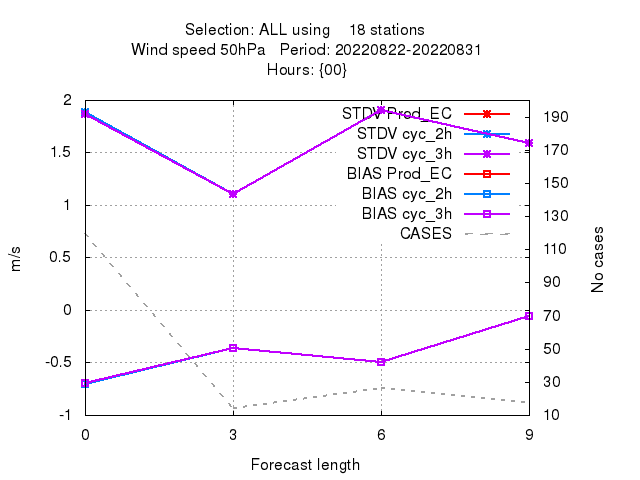 Selection: ALL using 18 stations
Wind speed 50hPa Period: 20220822-20220831
Hours: {00}
2
1.5
1
0.5
0
-0.5
-1
m/s
STDV Prod_EC
STDV cyc_2h
STDV cyc_3h
BIAS Prod_EC
BIAS cyc_2h
BIAS cyc_3h
CASES
190
170
150
130
110
90
70
50
30
10
No cases
0 3 6 9
Forecast length